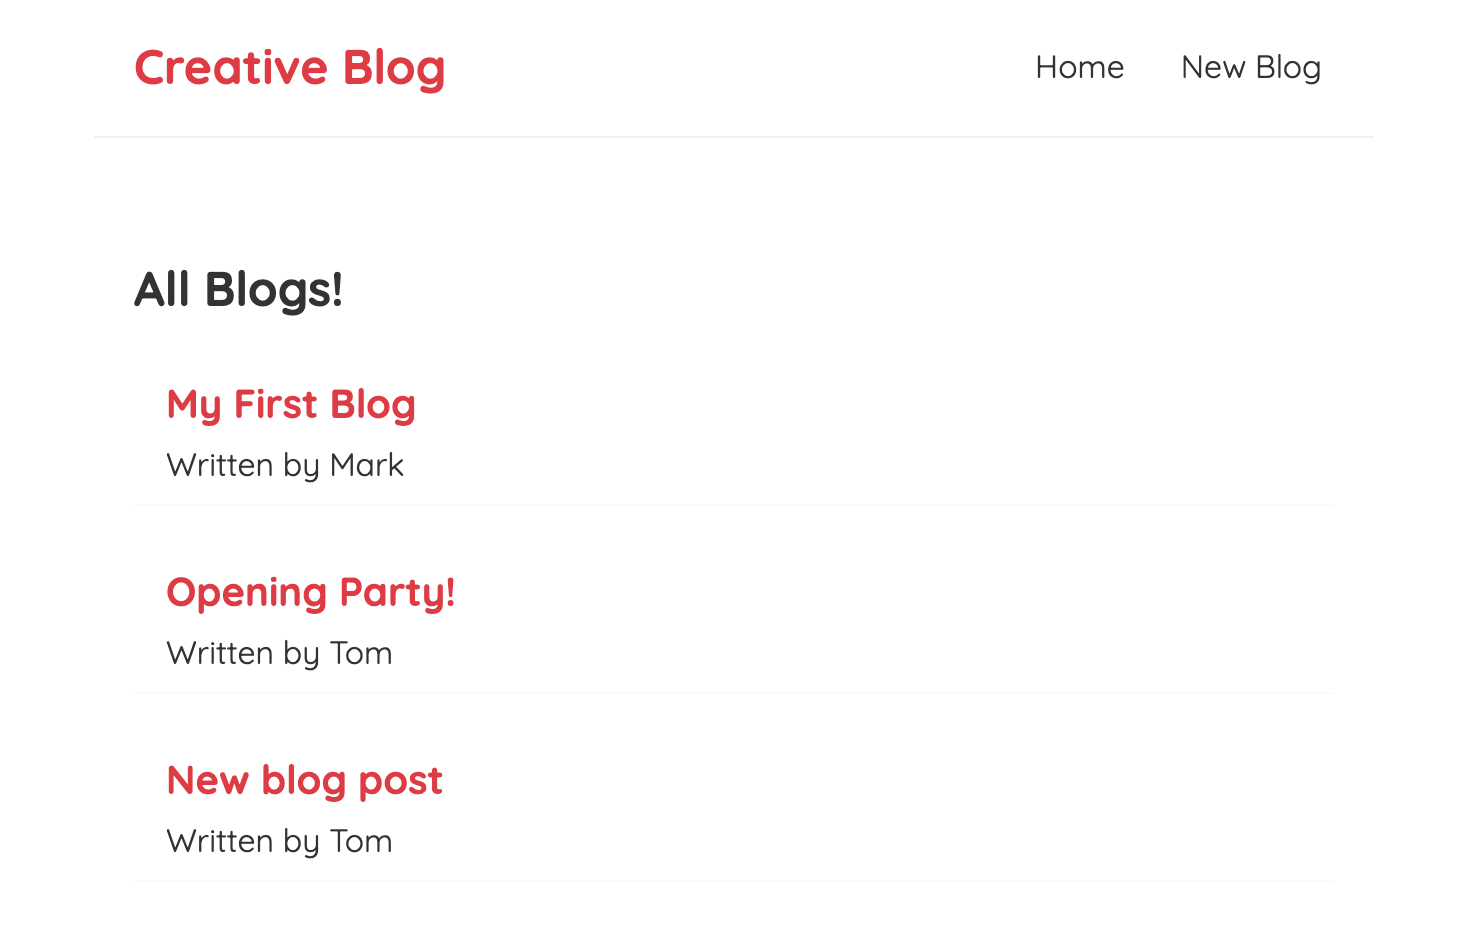 Creative Blog
Home New Blog
All Blogs!
My First Blog
Written by Mark
Opening Party!
Written by Tom
New blog post
Written by Tom